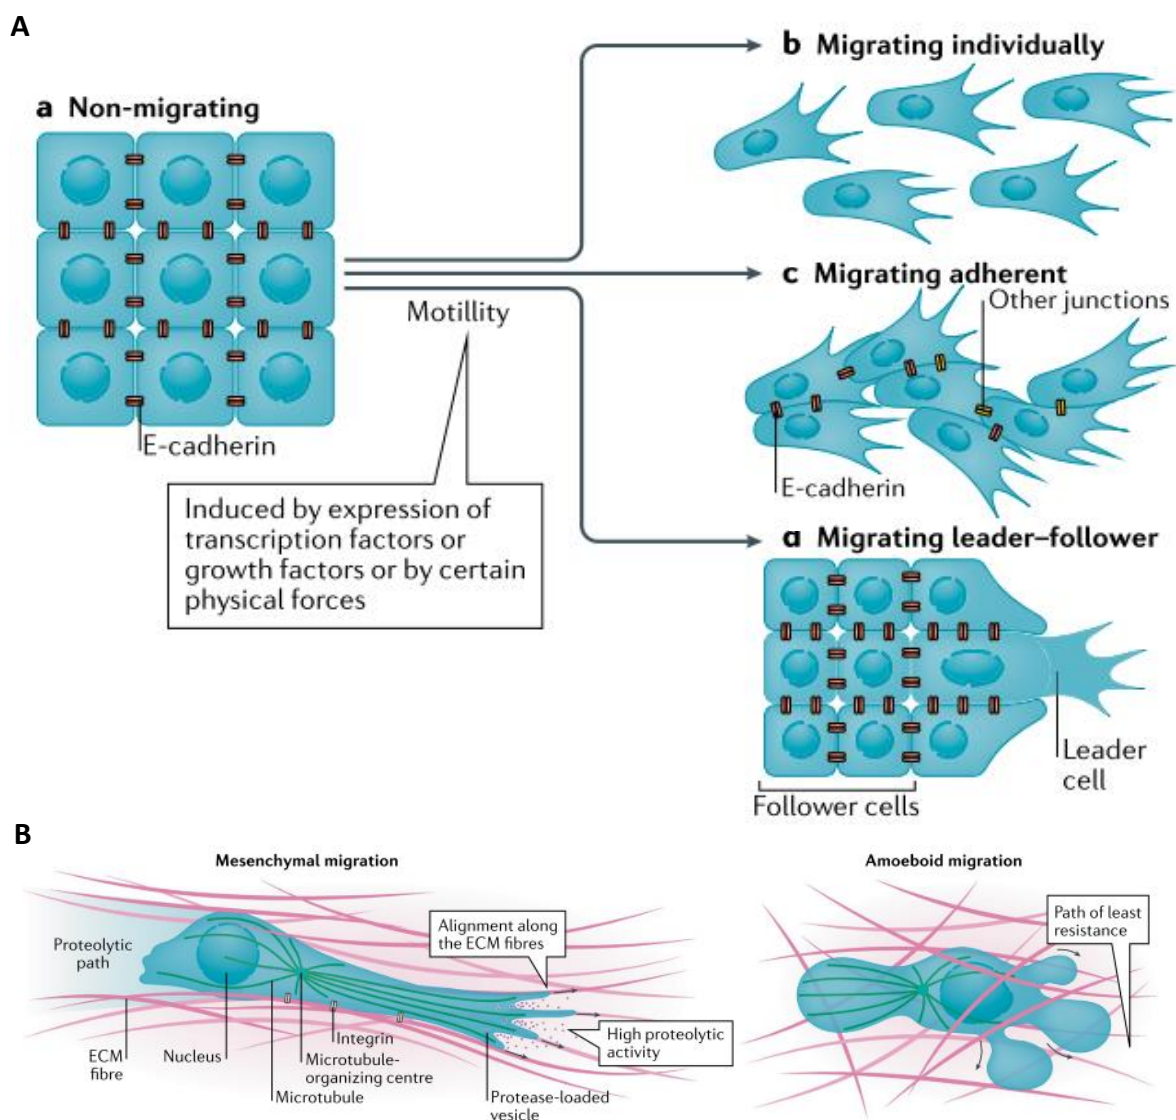 A
a Non-migrating
E-cadherin
Motillity
Induced by expression of
transcription factors or
growth factors or by certain
physical forces
b Migrating individually
c Migrating adherent
Other junctions
E-cadherin
d Migrating leader–follower
Leader
cell
Follower cells
B
Mesenchymal migration
Proteolytic
path
Alignment along
the ECM fibres
High proteolytic
activity
ECM
fibre
Nucleus
Integrin
Microtubule-
organizing centre
Microtubule
Protease-loaded
vesicle
Amoeboid migration
Path of least
resistance